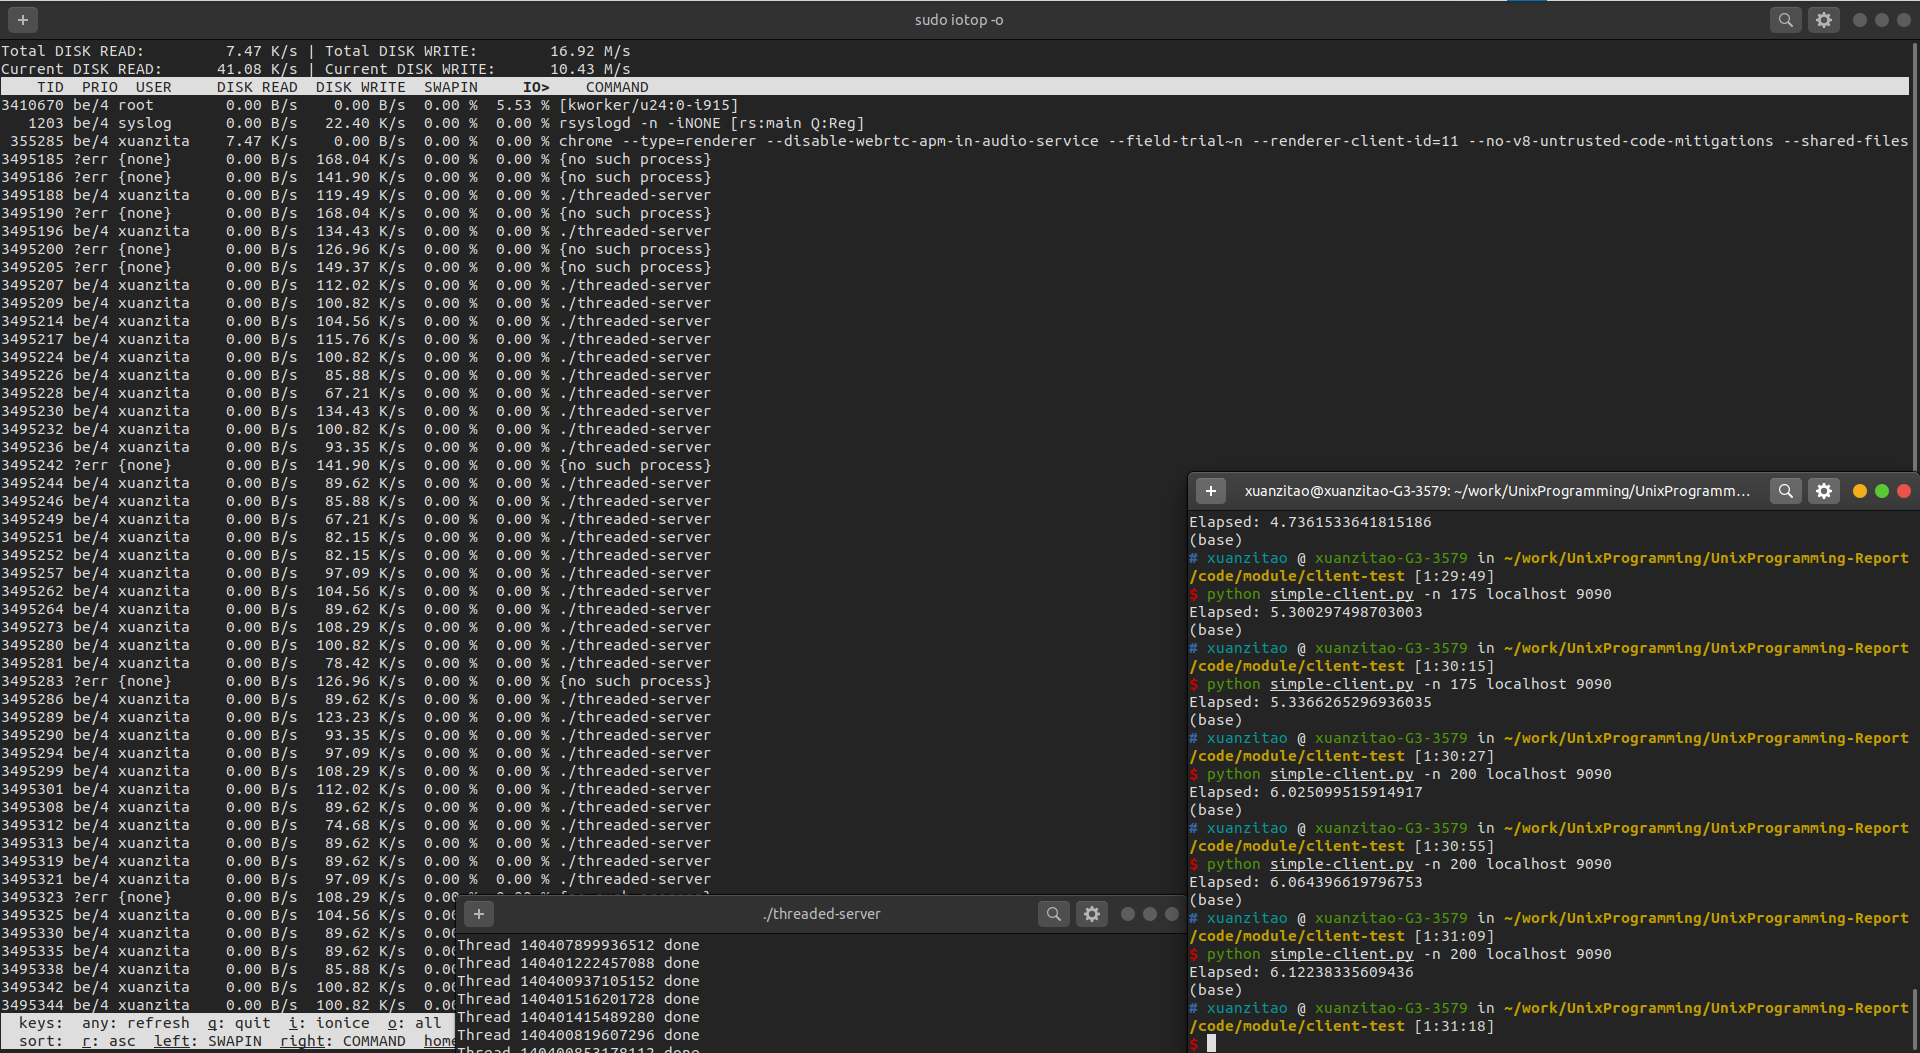 sudo iotop -o
Total DISK READ:         7.47 K/s | Total DISK WRITE:        16.92 M/s
Current DISK READ:      41.08 K/s | Current DISK WRITE:      10.43 M/s
    TID  PRIO  USER     DISK READ  DISK WRITE  SWAPIN     IO>    COMMAND
3410670 be/4 root        0.00 B/s    0.00 B/s  0.00 %  5.53 % [kworker/u24:0-i915]
   1203 be/4 syslog      0.00 B/s   22.40 K/s  0.00 %  0.00 % rsyslogd -n -iNONE [rs:main Q:Reg]
 355285 be/4 xuanzita    7.47 K/s    0.00 B/s  0.00 %  0.00 % chrome --type=renderer --disable-webrtc-apm-in-audio-service --field-trial~n --renderer-client-id=11 --no-v8-untrusted-code-mitigations --shared-files
3495185 ?err {none}      0.00 B/s  168.04 K/s  0.00 %  0.00 % {no such process}
3495186 ?err {none}      0.00 B/s  141.90 K/s  0.00 %  0.00 % {no such process}
3495188 be/4 xuanzita    0.00 B/s  119.49 K/s  0.00 %  0.00 % ./threaded-server
3495190 ?err {none}      0.00 B/s  168.04 K/s  0.00 %  0.00 % {no such process}
3495196 be/4 xuanzita    0.00 B/s  134.43 K/s  0.00 %  0.00 % ./threaded-server
3495200 ?err {none}      0.00 B/s  126.96 K/s  0.00 %  0.00 % {no such process}
3495205 ?err {none}      0.00 B/s  149.37 K/s  0.00 %  0.00 % {no such process}
3495207 be/4 xuanzita    0.00 B/s  112.02 K/s  0.00 %  0.00 % ./threaded-server
3495209 be/4 xuanzita    0.00 B/s  100.82 K/s  0.00 %  0.00 % ./threaded-server
3495214 be/4 xuanzita    0.00 B/s  104.56 K/s  0.00 %  0.00 % ./threaded-server
3495217 be/4 xuanzita    0.00 B/s  115.76 K/s  0.00 %  0.00 % ./threaded-server
3495224 be/4 xuanzita    0.00 B/s  100.82 K/s  0.00 %  0.00 % ./threaded-server
3495226 be/4 xuanzita    0.00 B/s   85.88 K/s  0.00 %  0.00 % ./threaded-server
3495228 be/4 xuanzita    0.00 B/s   67.21 K/s  0.00 %  0.00 % ./threaded-server
3495230 be/4 xuanzita    0.00 B/s  134.43 K/s  0.00 %  0.00 % ./threaded-server
3495232 be/4 xuanzita    0.00 B/s  100.82 K/s  0.00 %  0.00 % ./threaded-server
3495236 be/4 xuanzita    0.00 B/s   93.35 K/s  0.00 %  0.00 % ./threaded-server
3495242 ?err {none}      0.00 B/s  141.90 K/s  0.00 %  0.00 % {no such process}
3495244 be/4 xuanzita    0.00 B/s   89.62 K/s  0.00 %  0.00 % ./threaded-server
3495246 be/4 xuanzita    0.00 B/s   85.88 K/s  0.00 %  0.00 % ./threaded-server
3495249 be/4 xuanzita    0.00 B/s   67.21 K/s  0.00 %  0.00 % ./threaded-server
3495251 be/4 xuanzita    0.00 B/s   82.15 K/s  0.00 %  0.00 % ./threaded-server
3495252 be/4 xuanzita    0.00 B/s   82.15 K/s  0.00 %  0.00 % ./threaded-server
3495257 be/4 xuanzita    0.00 B/s   97.09 K/s  0.00 %  0.00 % ./threaded-server
3495262 be/4 xuanzita    0.00 B/s  104.56 K/s  0.00 %  0.00 % ./threaded-server
3495264 be/4 xuanzita    0.00 B/s   89.62 K/s  0.00 %  0.00 % ./threaded-server
3495273 be/4 xuanzita    0.00 B/s  108.29 K/s  0.00 %  0.00 % ./threaded-server
3495280 be/4 xuanzita    0.00 B/s  100.82 K/s  0.00 %  0.00 % ./threaded-server
3495281 be/4 xuanzita    0.00 B/s   78.42 K/s  0.00 %  0.00 % ./threaded-server
3495283 ?err {none}      0.00 B/s  126.96 K/s  0.00 %  0.00 % {no such process}
3495286 be/4 xuanzita    0.00 B/s   89.62 K/s  0.00 %  0.00 % ./threaded-server
3495289 be/4 xuanzita    0.00 B/s  123.23 K/s  0.00 %  0.00 % ./threaded-server
3495290 be/4 xuanzita    0.00 B/s   93.35 K/s  0.00 %  0.00 % ./threaded-server
3495294 be/4 xuanzita    0.00 B/s   97.09 K/s  0.00 %  0.00 % ./threaded-server
3495299 be/4 xuanzita    0.00 B/s  108.29 K/s  0.00 %  0.00 % ./threaded-server
3495301 be/4 xuanzita    0.00 B/s  112.02 K/s  0.00 %  0.00 % ./threaded-server
3495308 be/4 xuanzita    0.00 B/s   89.62 K/s  0.00 %  0.00 % ./threaded-server
3495312 be/4 xuanzita    0.00 B/s   74.68 K/s  0.00 %  0.00 % ./threaded-server
3495313 be/4 xuanzita    0.00 B/s   89.62 K/s  0.00 %  0.00 % ./threaded-server
3495319 be/4 xuanzita    0.00 B/s   89.62 K/s  0.00 %  0.00 % ./threaded-server
3495321 be/4 xuanzita    0.00 B/s   97.09 K/s  0.00 %  0.00 % ./threaded-server
3495323 ?err {none}      0.00 B/s  108.29 K/s  0.00
3495325 be/4 xuanzita    0.00 B/s  104.56 K/s  0.00
3495330 be/4 xuanzita    0.00 B/s   89.62 K/s  0.00
3495335 be/4 xuanzita    0.00 B/s   89.62 K/s  0.00
3495338 be/4 xuanzita    0.00 B/s   85.88 K/s  0.00
3495342 be/4 xuanzita    0.00 B/s  100.82 K/s  0.00
3495344 be/4 xuanzita    0.00 B/s  100.82 K/s  0.00
  keys:  any: refresh  q: quit  i: ionice  o: all
  sort:  r: asc  left: SWAPIN  right: COMMAND  home
./threaded-server
Thread 140407899936512 done
Thread 140401222457088 done
Thread 140400937105152 done
Thread 140401516201728 done
Thread 140401415489280 done
Thread 140400819607296 done
Thread 140400853178112 done
xuanzitao@xuanzitao-G3-3579: ~/work/UnixProgramming/UnixProgramm...
Elapsed: 4.7361533641815186
(base)
# xuanzitao @ xuanzitao-G3-3579 in ~/work/UnixProgramming/UnixProgramming-Report
/code/module/client-test [1:29:49]
$ python simple-client.py -n 175 localhost 9090
Elapsed: 5.300297498703003
(base)
# xuanzitao @ xuanzitao-G3-3579 in ~/work/UnixProgramming/UnixProgramming-Report
/code/module/client-test [1:30:15]
$ python simple-client.py -n 175 localhost 9090
Elapsed: 5.3366265296936035
(base)
# xuanzitao @ xuanzitao-G3-3579 in ~/work/UnixProgramming/UnixProgramming-Report
/code/module/client-test [1:30:27]
$ python simple-client.py -n 200 localhost 9090
Elapsed: 6.025099515914917
(base)
# xuanzitao @ xuanzitao-G3-3579 in ~/work/UnixProgramming/UnixProgramming-Report
/code/module/client-test [1:30:55]
$ python simple-client.py -n 200 localhost 9090
Elapsed: 6.064396619796753
(base)
# xuanzitao @ xuanzitao-G3-3579 in ~/work/UnixProgramming/UnixProgramming-Report
/code/module/client-test [1:31:09]
$ python simple-client.py -n 200 localhost 9090
Elapsed: 6.12238335609436
(base)
# xuanzitao @ xuanzitao-G3-3579 in ~/work/UnixProgramming/UnixProgramming-Report
/code/module/client-test [1:31:18]
$